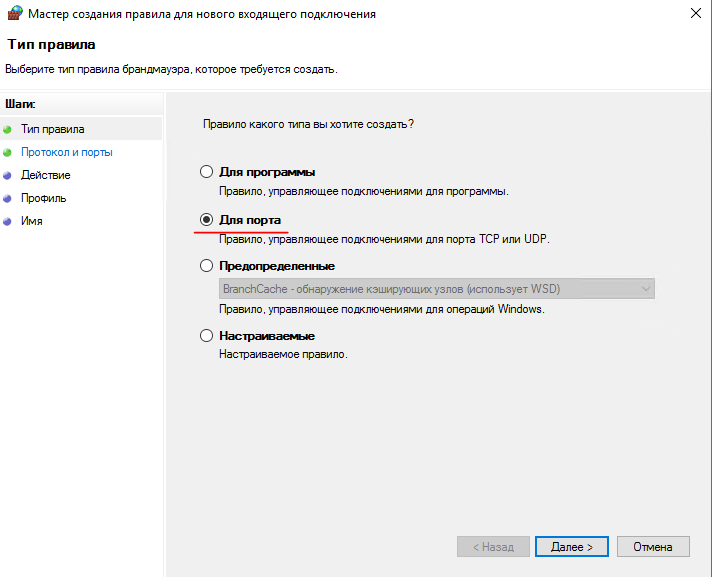 Мастер создания правила для нового входящего подключения
Тип правила
Выберите тип правила брандмауэра, которое требуется создать.
Шаги:
Тип правила
Протокол и порты
Действие
Профиль
Имя
Правило какого типа вы хотите создать?
Для программы
Правило, управляющее подключениями для программы.
Для порта
Правило, управляющее подключениями для порта TCP или UDP.
Предопределенные
BranchCache - обнаружение кэширующих узлов (использует WSD)
Правило, управляющее подключениями для операций Windows.
Настраиваемые
Настраиваемое правило.
< Назад
Далее >
Отмена